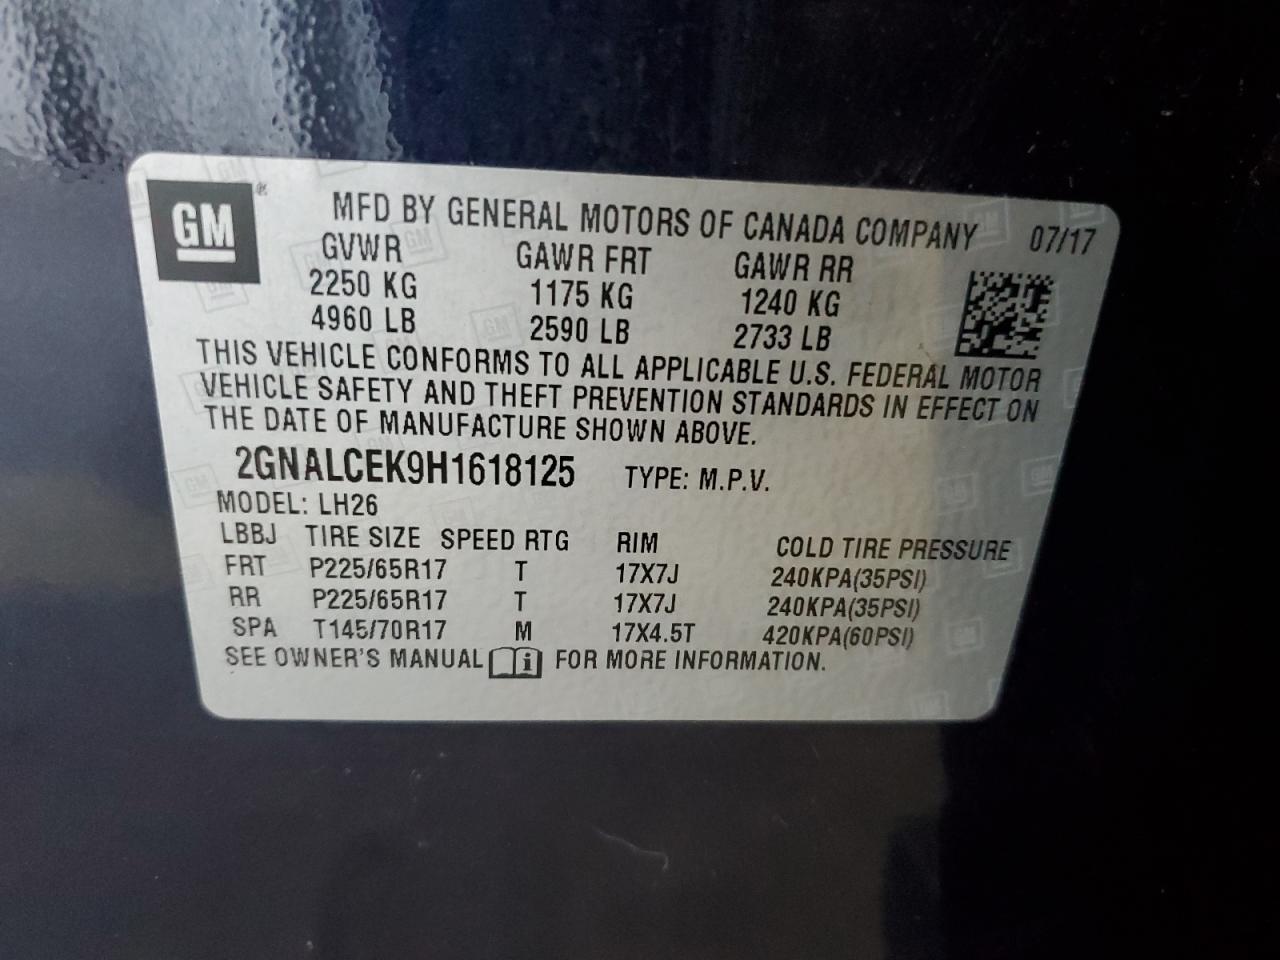 GM ®
MFD BY GENERAL MOTORS OF CANADA COMPANY 07/17
GVWR GAWR FRT GAWR RR
2250 KG 1175 KG 1240 KG
4960 LB 2590 LB 2733 LB
THIS VEHICLE CONFORMS TO ALL APPLICABLE U.S. FEDERAL MOTOR
VEHICLE SAFETY AND THEFT PREVENTION STANDARDS IN EFFECT ON
THE DATE OF MANUFACTURE SHOWN ABOVE.
2GNALCEK9H1618125 TYPE: M.P.V.
MODEL: LH26
LBBJ TIRE SIZE SPEED RTG RIM COLD TIRE PRESSURE
FRT P225/65R17 T 17X7J 240KPA(35PSI)
RR P225/65R17 T 17X7J 240KPA(35PSI)
SPA T145/70R17 M 17X4.5T 420KPA(60PSI)
SEE OWNER'S MANUAL i FOR MORE INFORMATION.